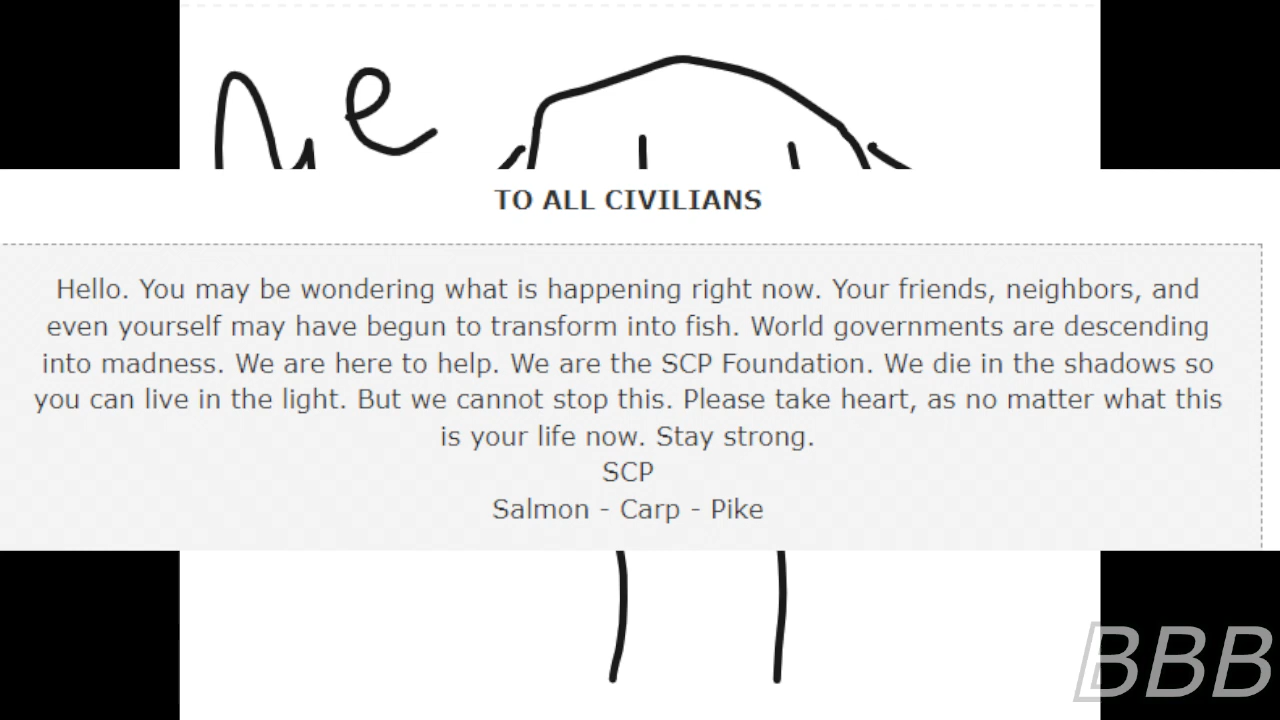 me
TO ALL CIVILIANS
Hello. You may be wondering what is happening right now. Your friends, neighbors, and
even yourself may have begun to transform into fish. World governments are descending
into madness. We are here to help. We are the SCP Foundation. We die in the shadows so
you can live in the light. But we cannot stop this. Please take heart, as no matter what this
is your life now. Stay strong.
SCP
Salmon - Carp - Pike
BBB